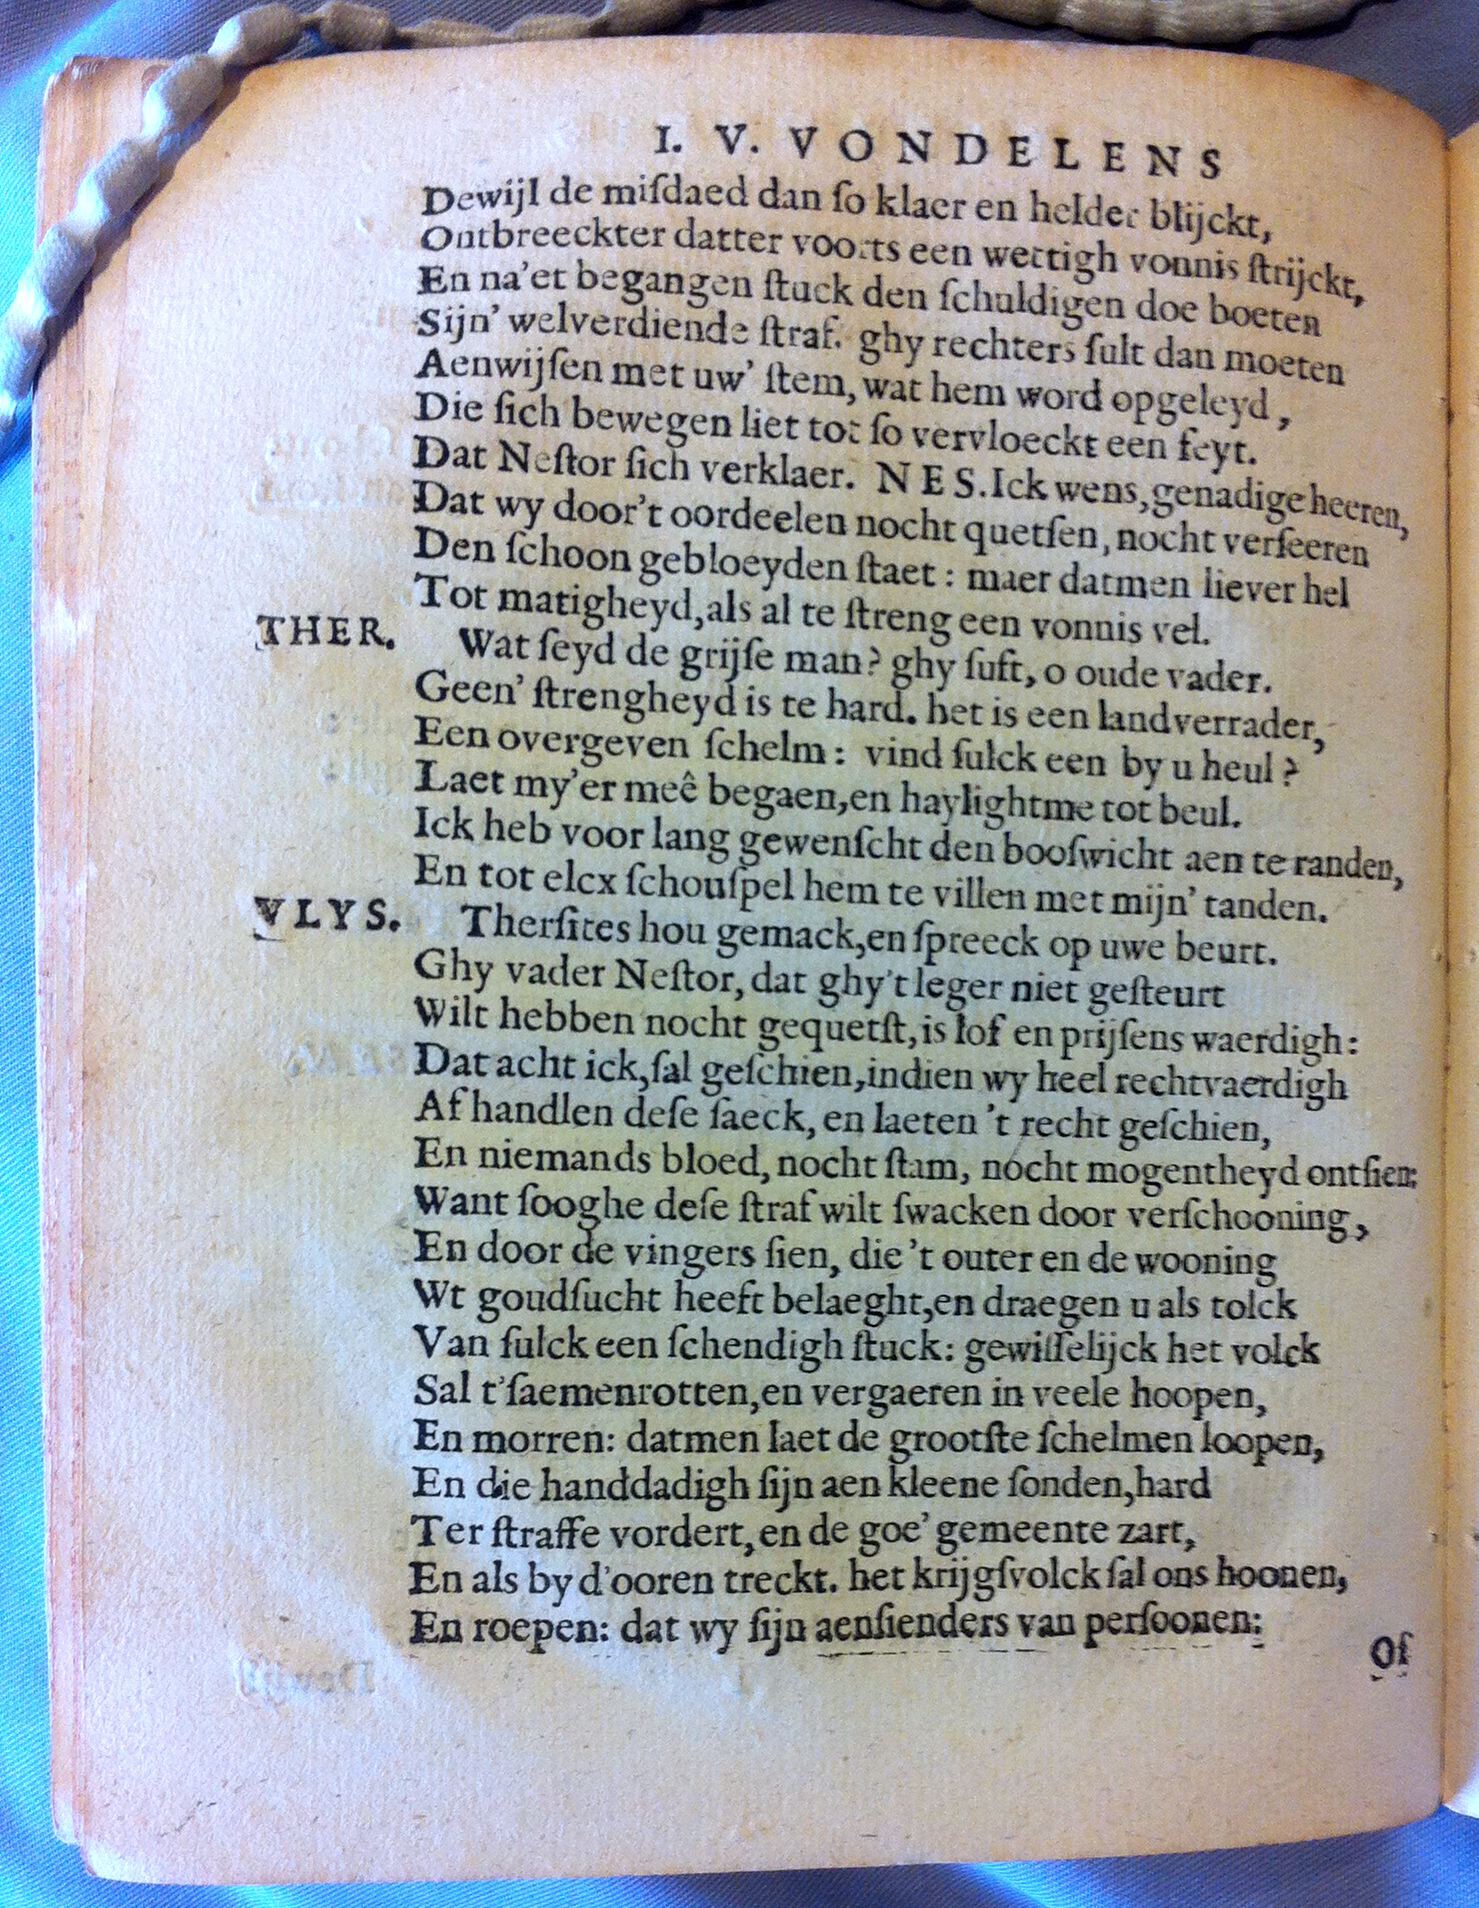 I. V. VONDELENS
Dewijl de miſdaed dan ſo klaer en helder blijckt,
Ontbreeckter datter voorts een wettigh vonnis ſtrijckt,
En na'et begangen ſtuck den ſchuldigen doe boeten
Sijn' welverdiende ſtraf. ghy rechters ſult dan moeten
Aenwijſen met uw' ſtem, wat hem word opgeleyd,
Die ſich bewegen liet tot ſo vervloeckt een feyt.
Dat Neſtor ſich verklaer. NES. Ick wens, genadige heeren,
Dat wy door't oordeelen nocht quetſen, nocht verſeeren
Den ſchoon gebloeyden ſtaet: maer datmen liever hel
Tot matigheyd, als al te ſtreng een vonnis vel.
THER. Wat ſeyd de grijſe man? ghy ſuft, o oude vader.
Geen' ſtrengheyd is te hard. het is een landverrader,
Een overgeven ſchelm: vind ſulck een by u heul?
Laet my'er meê begaen, en haylightme tot beul.
Ick heb voor lang gewenſcht den booſwicht aen te randen,
En tot elcx ſchouſpel hem te villen met mijn' tanden.
VLYS. Therſites hou gemack, en ſpreeck op uwe beurt.
Ghy vader Neſtor, dat ghy't leger niet geſteurt
Wilt hebben nocht gequetſt, is lof en prijſens waerdigh:
Dat acht ick, ſal geſchien, indien wy heel rechtvaerdigh
Af handlen deſe ſaeck, en laeten 't recht geſchien,
En niemands bloed, nocht ſtam, nocht mogentheyd ontſien:
Want ſooghe deſe ſtraf wilt ſwacken door verſchooning,
En door de vingers ſien, die 't outer en de wooning
Wt goudſucht heeft belaeght, en draegen u als tolck
Van ſulck een ſchendigh ſtuck: gewiſſelijck het volck
Sal t'ſaemenrotten, en vergaeren in veele hoopen,
En morren: datmen laet de grootſte ſchelmen loopen,
En die handdadigh ſijn aen kleene ſonden, hard
Ter ſtraffe vordert, en de goe' gemeente zart,
En als by d'ooren treckt. het krijgſvolck ſal ons hoonen,
En roepen: dat wy ſijn aenſienders van perſoonen:
Of